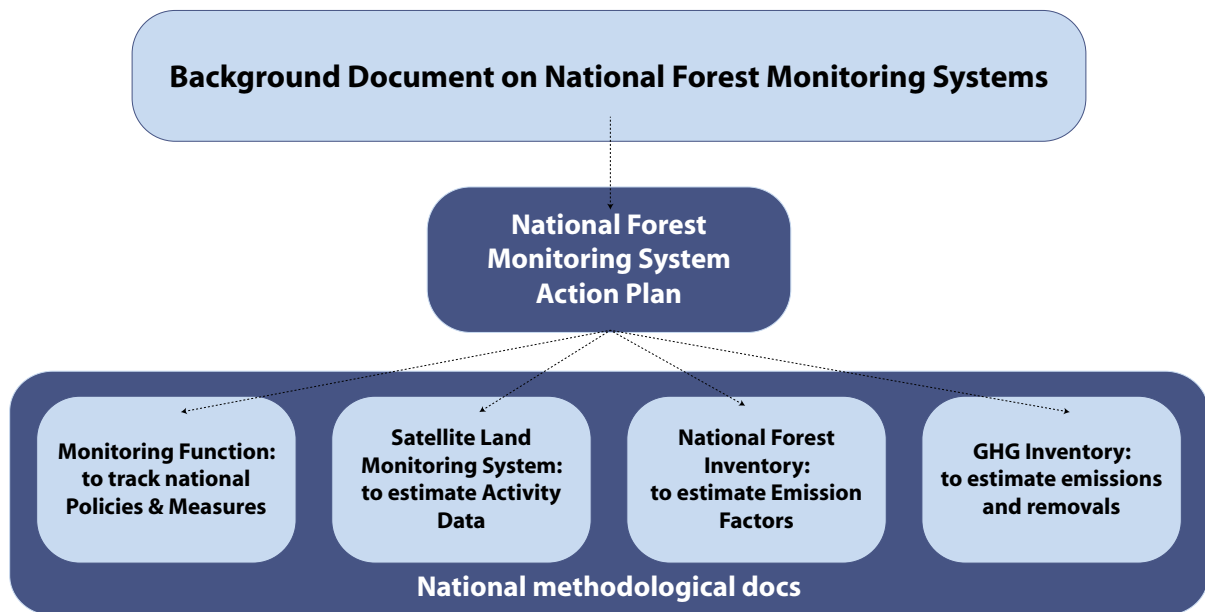 Background Document on National Forest Monitoring Systems
National Forest
Monitoring System
Action Plan
Monitoring Function:
to track national
Policies & Measures
Satellite Land
Monitoring System:
to estimate Activity
Data
National Forest
Inventory:
to estimate Emission
Factors
GHG Inventory:
to estimate emissions
and removals
National methodological docs